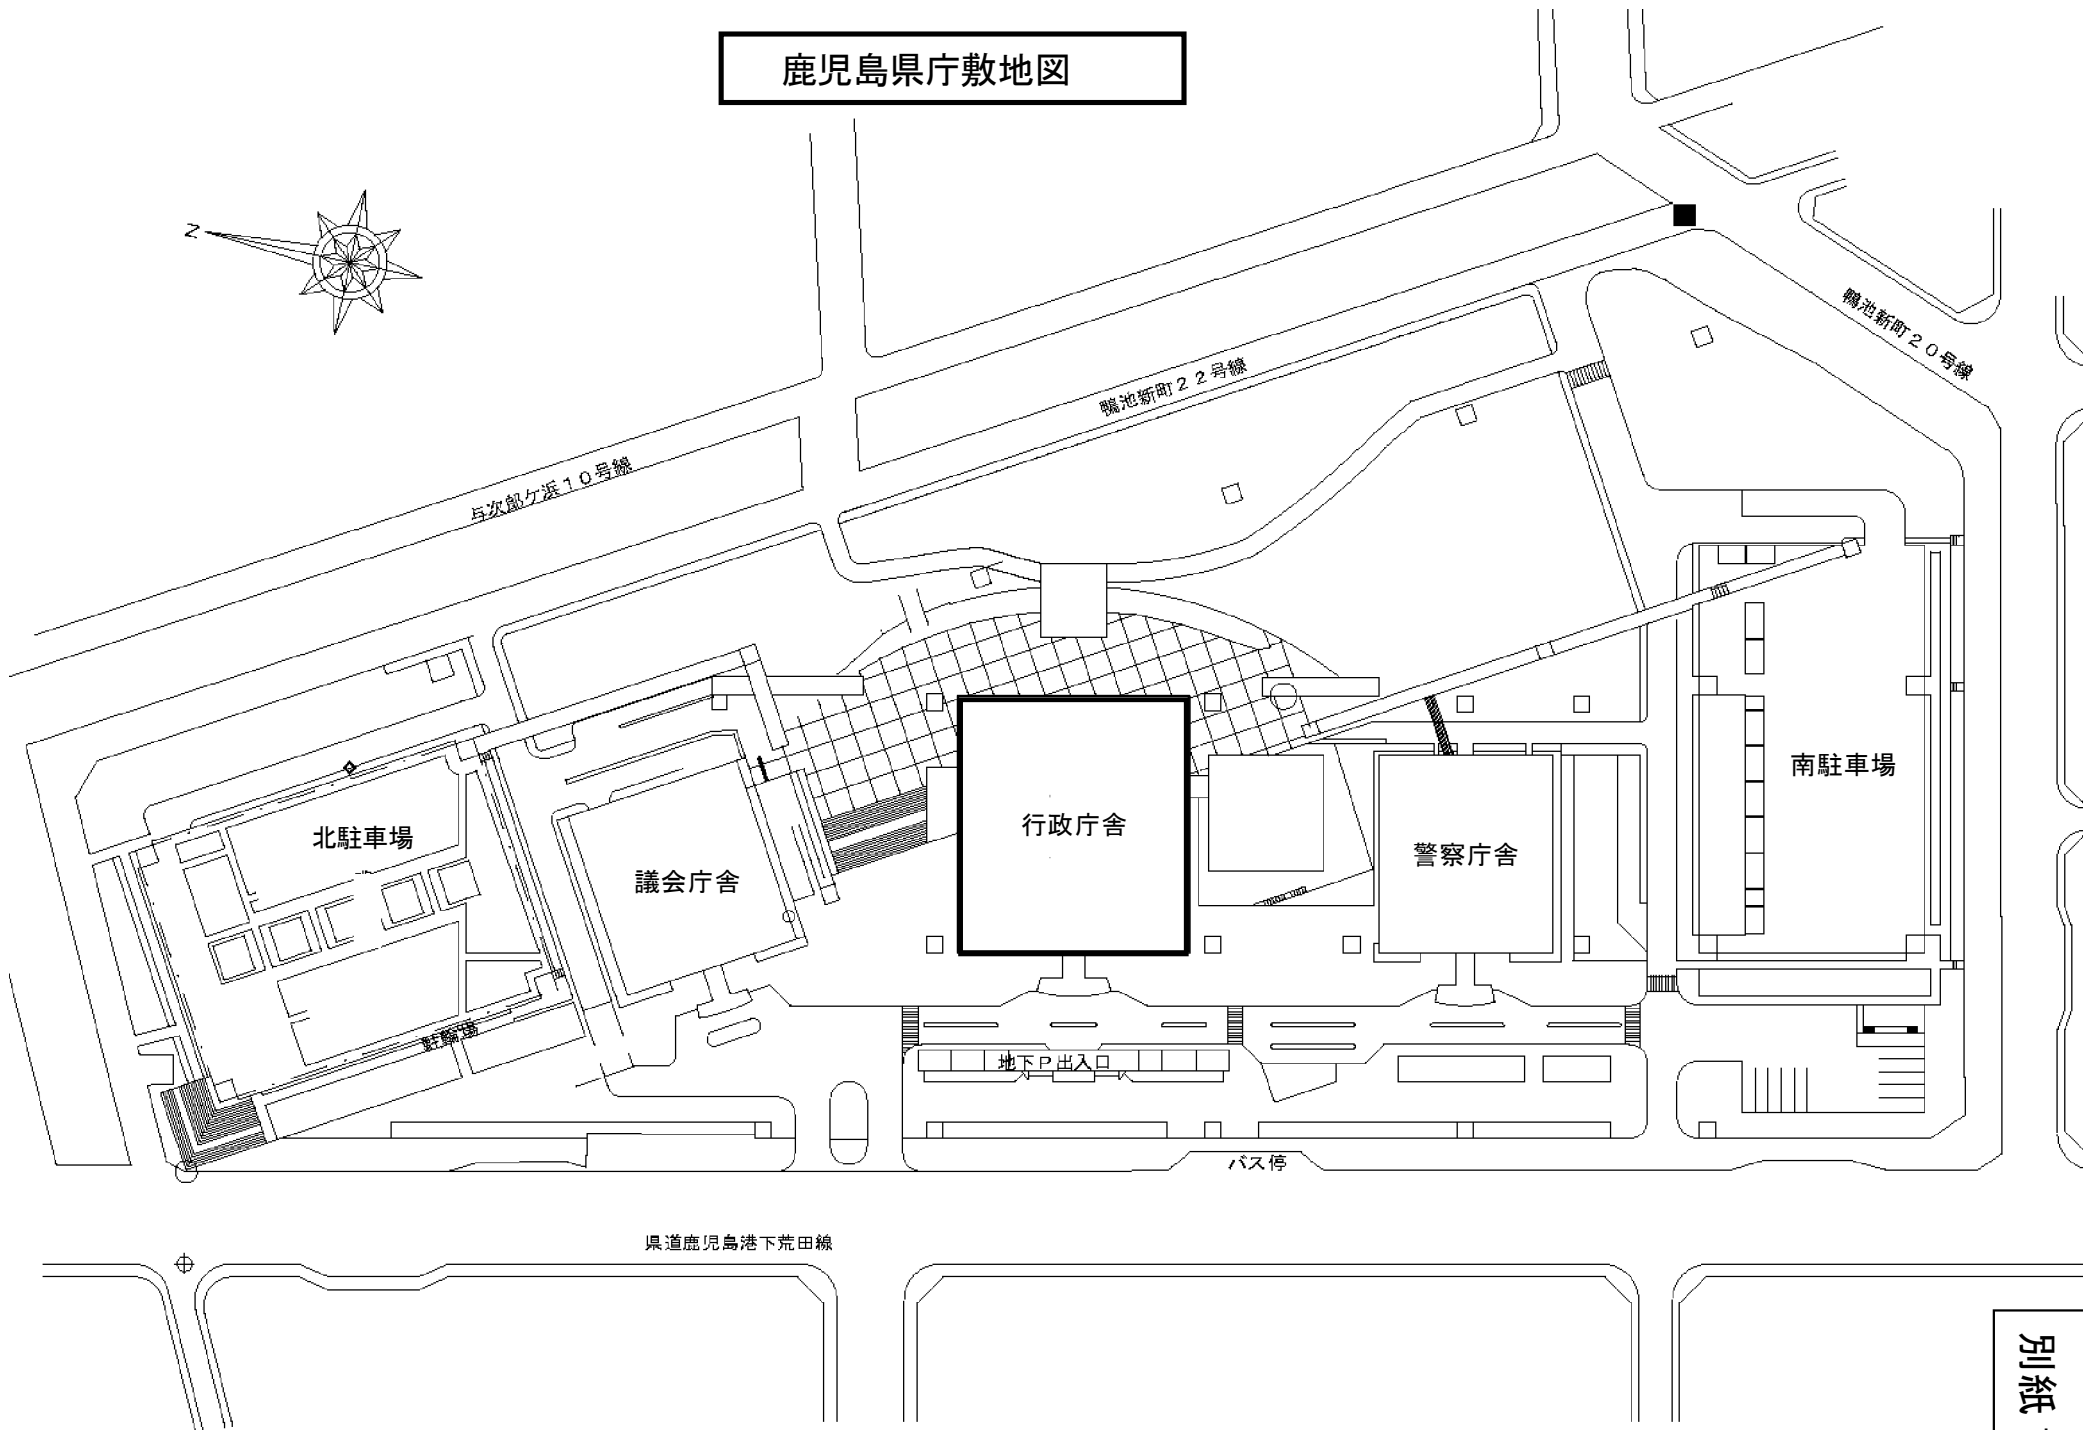 鹿児島県庁敷地図
Z
鴨池新町20号線
鴨池新町22号線
与次郎ケ浜10号線
北駐車場
議会庁舎
行政庁舎
警察庁舎
南駐車場
駐輪場
地下P出入口
バス停
県道鹿児島港下荒田線
別紙